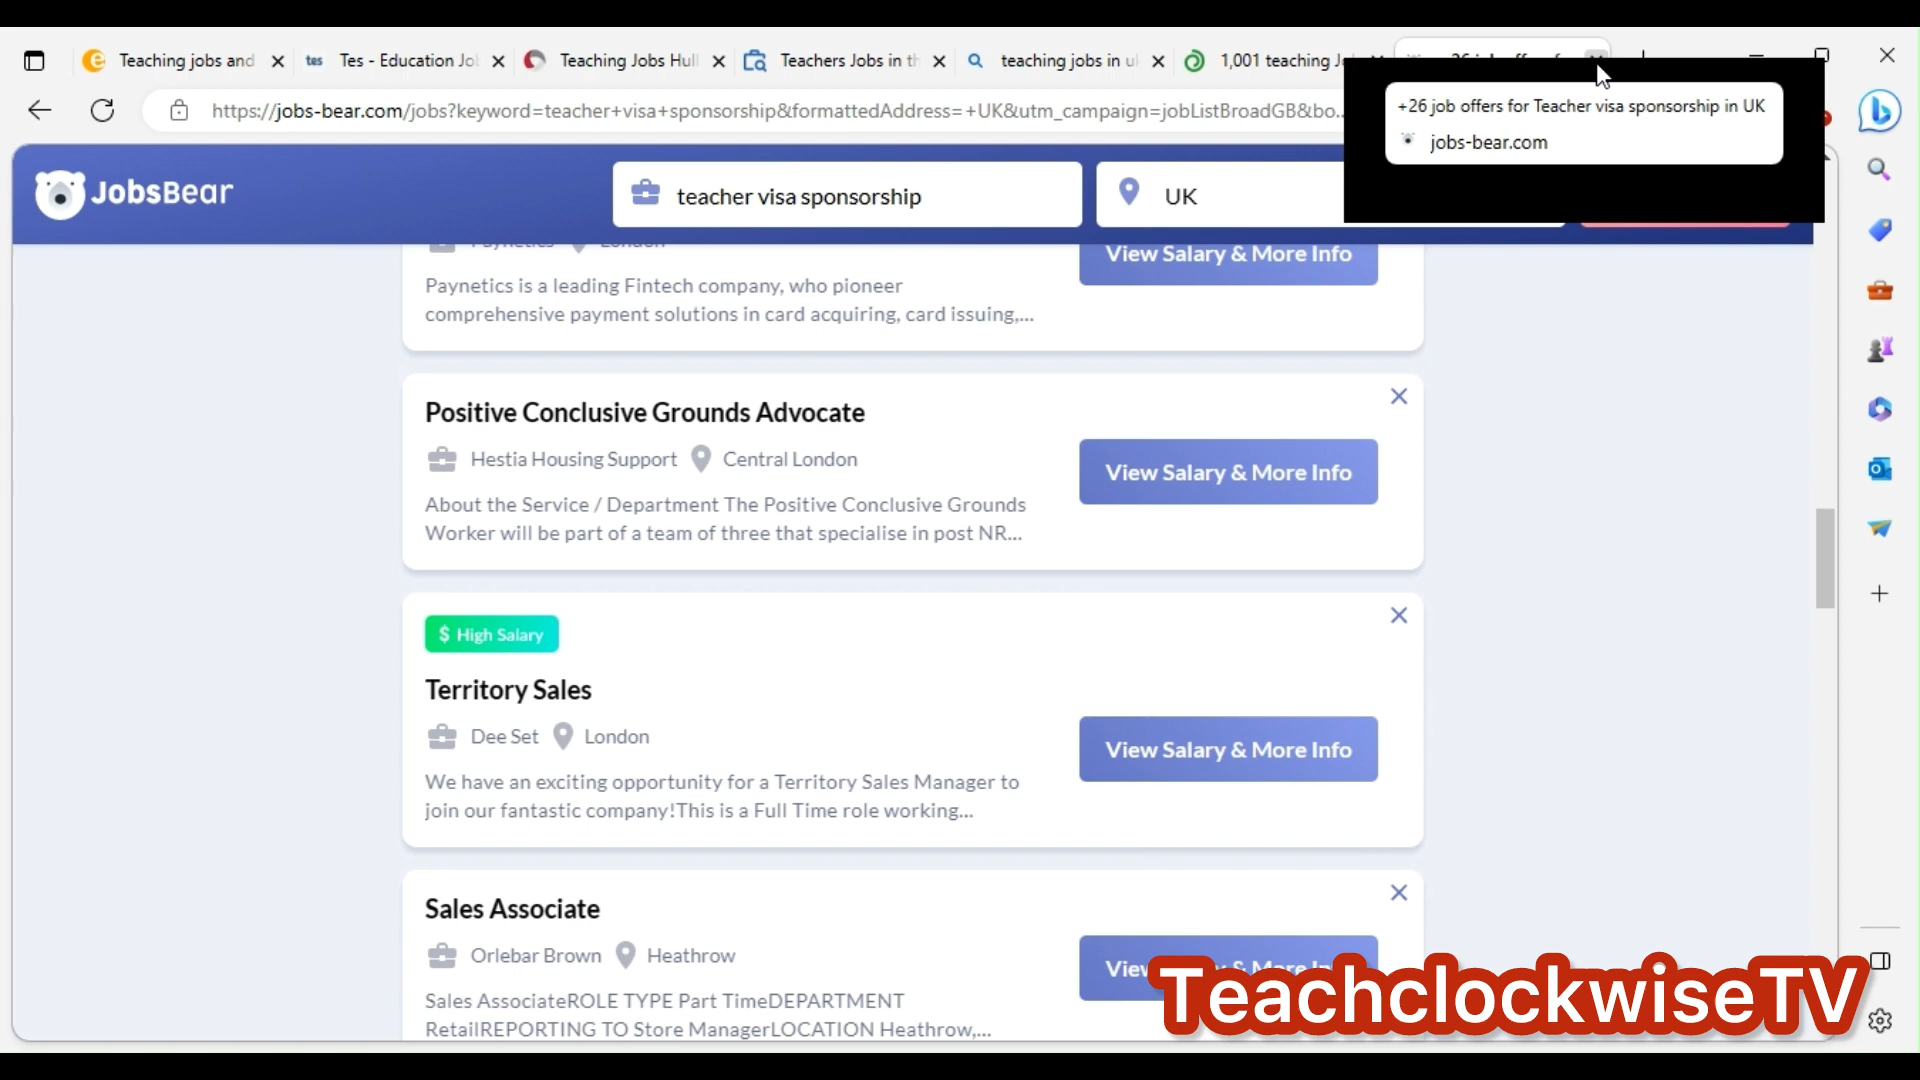 Teaching jobs and
tes Tes - Education Jo
Teaching Jobs Hull
Teachers Jobs in th
teaching jobs in u
1,001 teaching J
https://jobs-bear.com/jobs?keyword=teacher+visa+sponsorship&formattedAddress=+UK&utm_campaign=jobListBroadGB&bo...
+26 job offers for Teacher visa sponsorship in UK
jobs-bear.com
JobsBear
teacher visa sponsorship
UK
Paynetics London
View Salary & More Info
Paynetics is a leading Fintech company, who pioneer
comprehensive payment solutions in card acquiring, card issuing,...
Positive Conclusive Grounds Advocate
Hestia Housing Support Central London
View Salary & More Info
About the Service / Department The Positive Conclusive Grounds
Worker will be part of a team of three that specialise in post NR...
$ High Salary
Territory Sales
Dee Set London
View Salary & More Info
We have an exciting opportunity for a Territory Sales Manager to
join our fantastic company!This is a Full Time role working...
Sales Associate
Orlebar Brown Heathrow
Sales AssociateROLE TYPE Part TimeDEPARTMENT
RetailREPORTING TO Store ManagerLOCATION Heathrow,...
TeachclockwiseTV